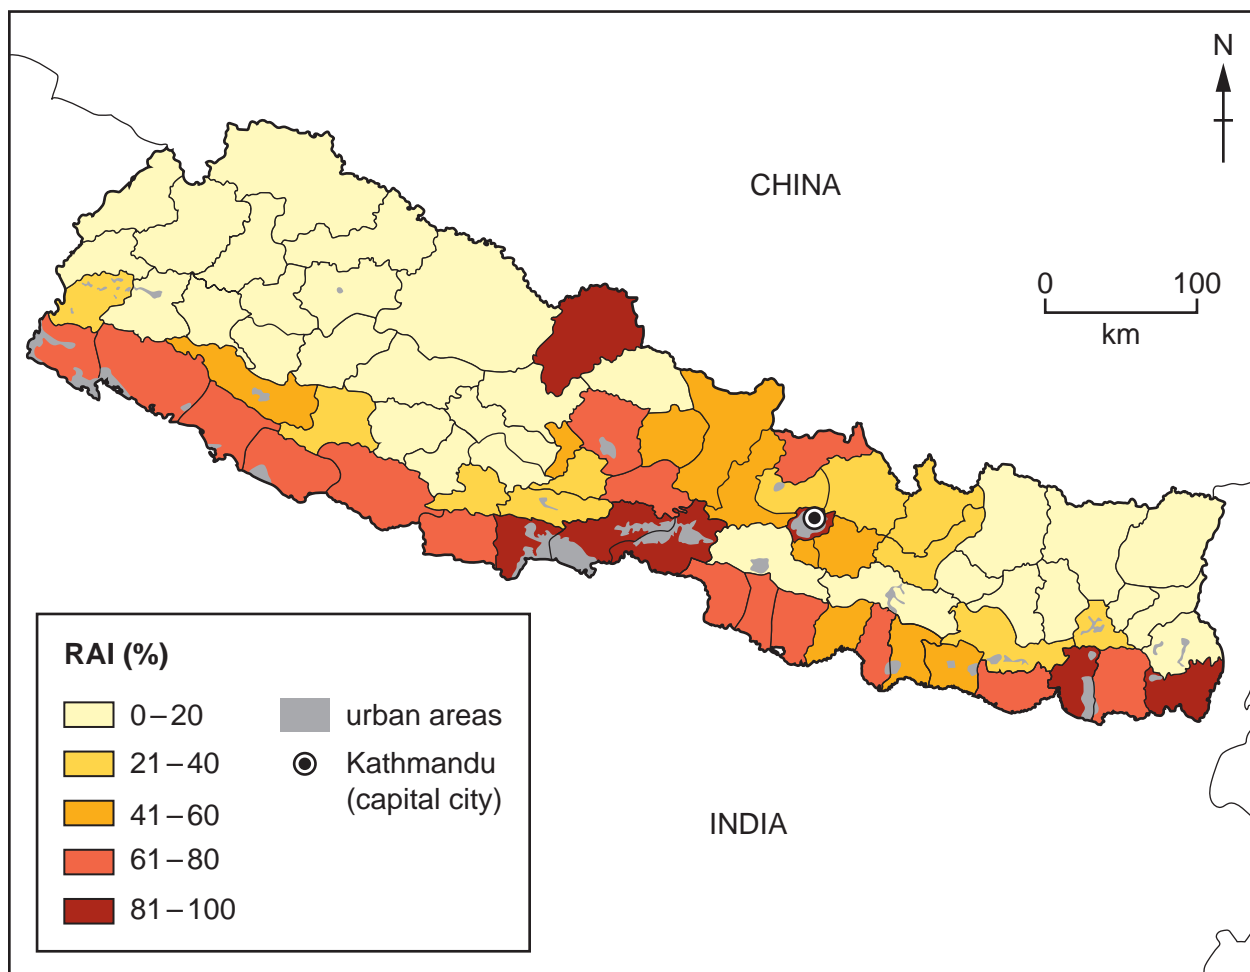 N
CHINA
0 100
km
RAI (%)
0–20
21–40
41–60
61–80
81–100
urban areas
Kathmandu
(capital city)
INDIA